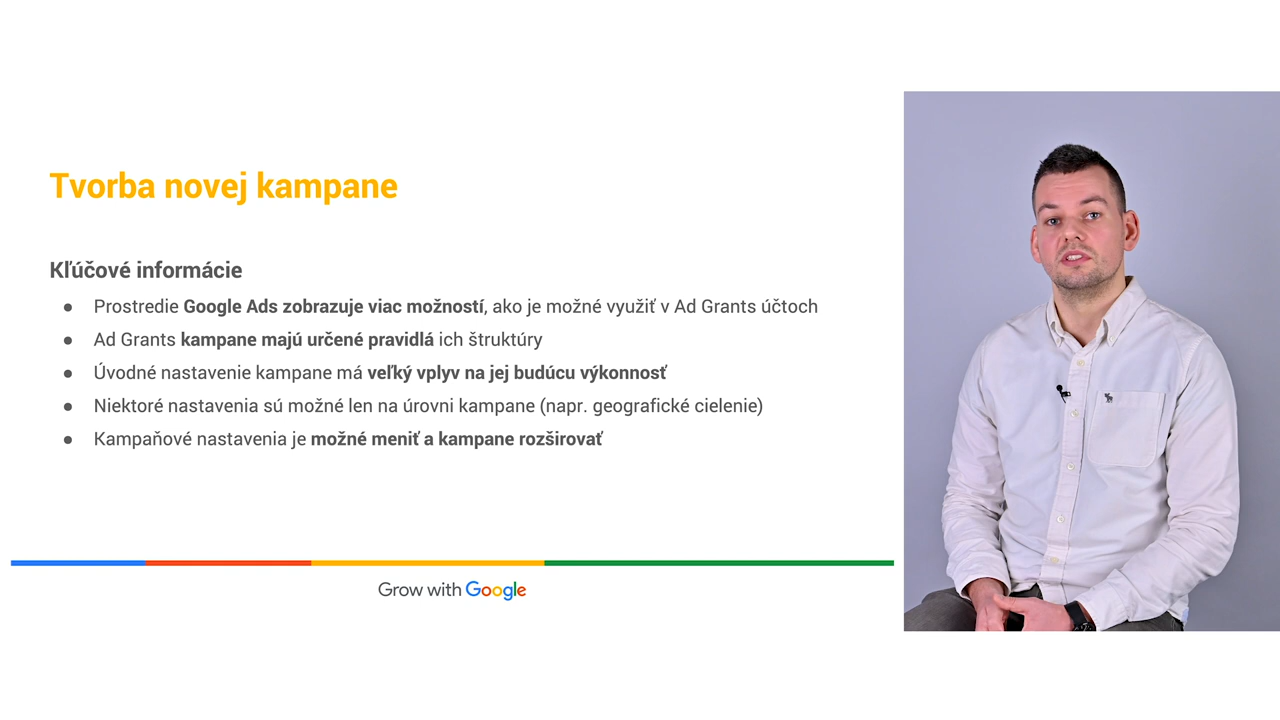 Tvorba novej kampane
Kľúčové informácie
● Prostredie Google Ads zobrazuje viac možností, ako je možné využiť v Ad Grants účtoch
● Ad Grants kampane majú určené pravidlá ich štruktúry
● Úvodné nastavenie kampane má veľký vplyv na jej budúcu výkonnosť
● Niektoré nastavenia sú možné len na úrovni kampane (napr. geografické cielenie)
● Kampaňové nastavenia je možné meniť a kampane rozširovať
Grow with Google